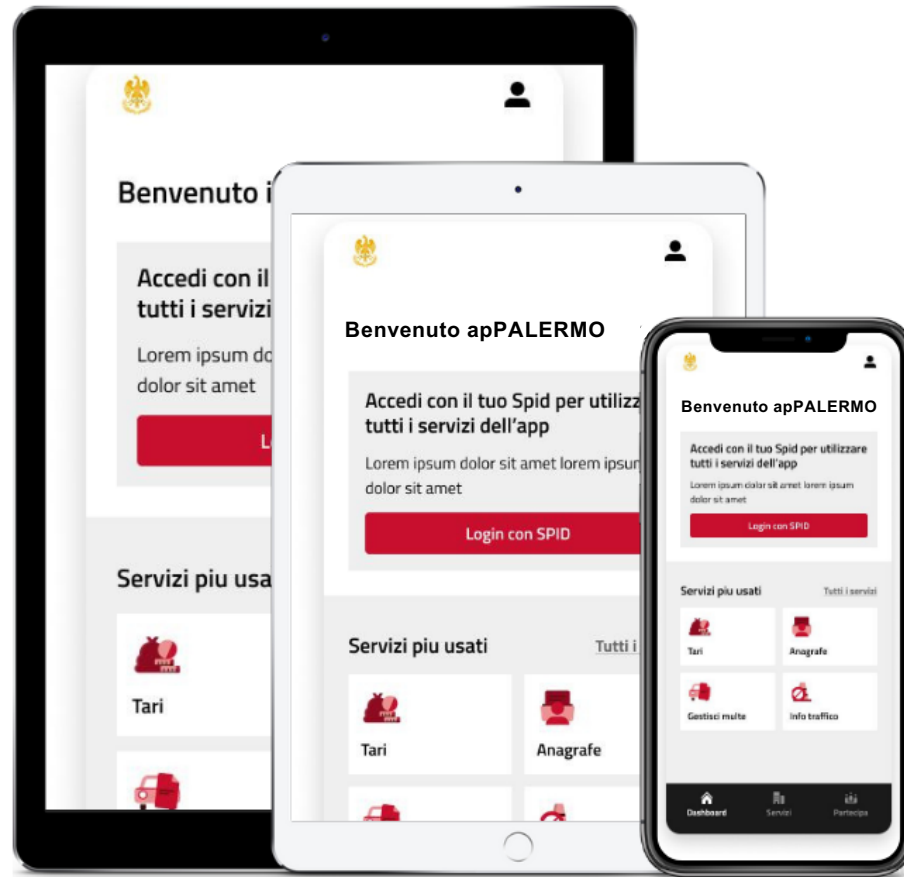 Benvenuto i
Accedi con il
tutti i servizi
Lorem ipsum do
dolor sit amet
L
Servizi piu usa
Tari
Benvenuto apPALERMO
Accedi con il tuo Spid per utilizz
tutti i servizi dell'app
Lorem ipsum dolor sit amet lorem ipsur
dolor sit amet
Login con SPID
Servizi piu usati
Tutti i
Tari
Anagrafe
Benvenuto apPALERMO
Accedi con il tuo Spid per utilizzare
tutti i servizi dell'app
Lorem ipsum dolor sit amet lorem ipsum
dolor sit amet
Login con SPID
Servizi piu usati
Tutti i servizi
Tari
Anagrafe
Gestisci multe
Info traffico
Dashboard
Servizi
Partecipa